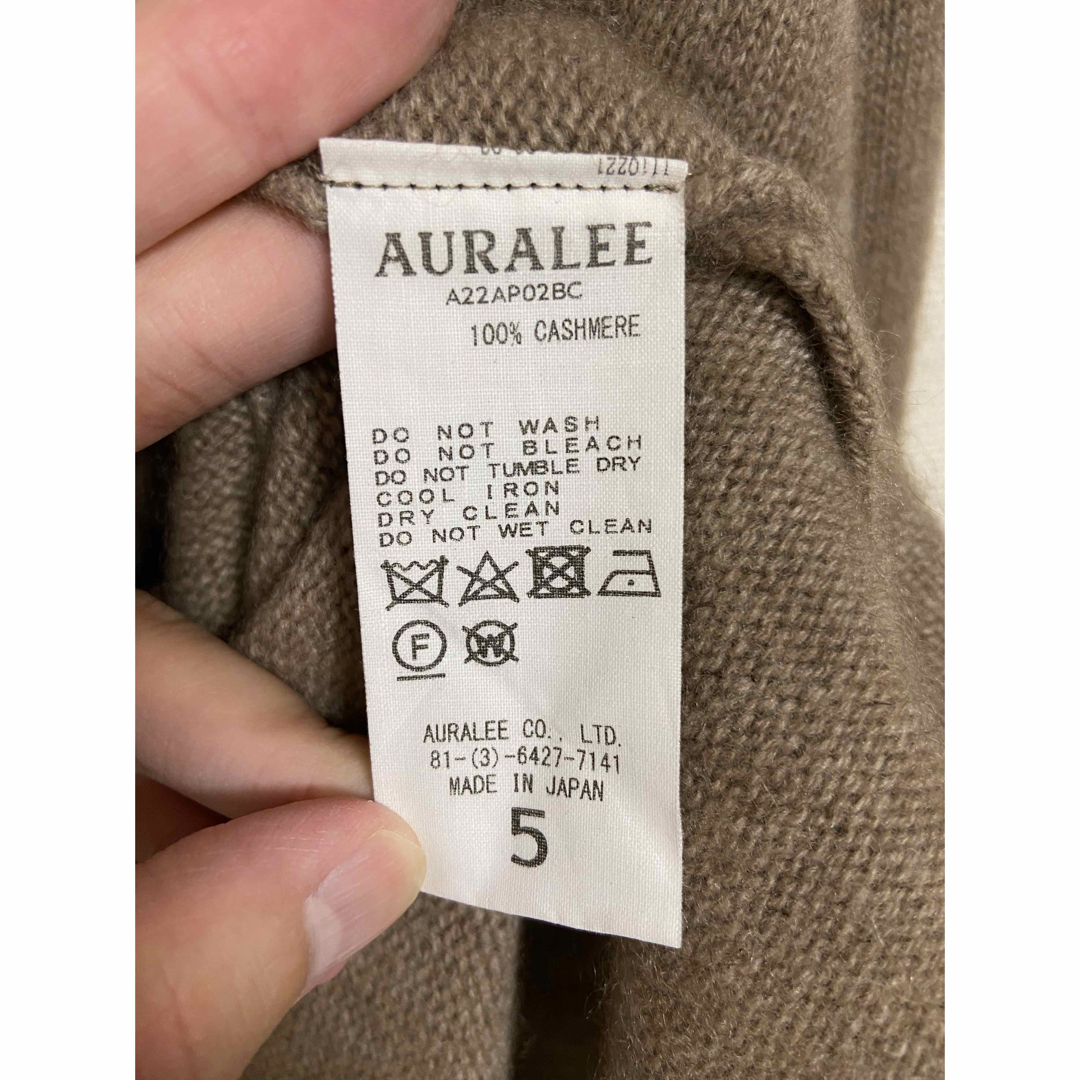 1110221
AURALEE
A22AP02BC
100% CASHMERE
DO NOT WASH
DO NOT BLEACH
DO NOT TUMBLE DRY
COOL IRON
DRY CLEAN
DO NOT WET CLEAN
F W
AURALEE CO., LTD.
81-(3)-6427-7141
MADE IN JAPAN
5